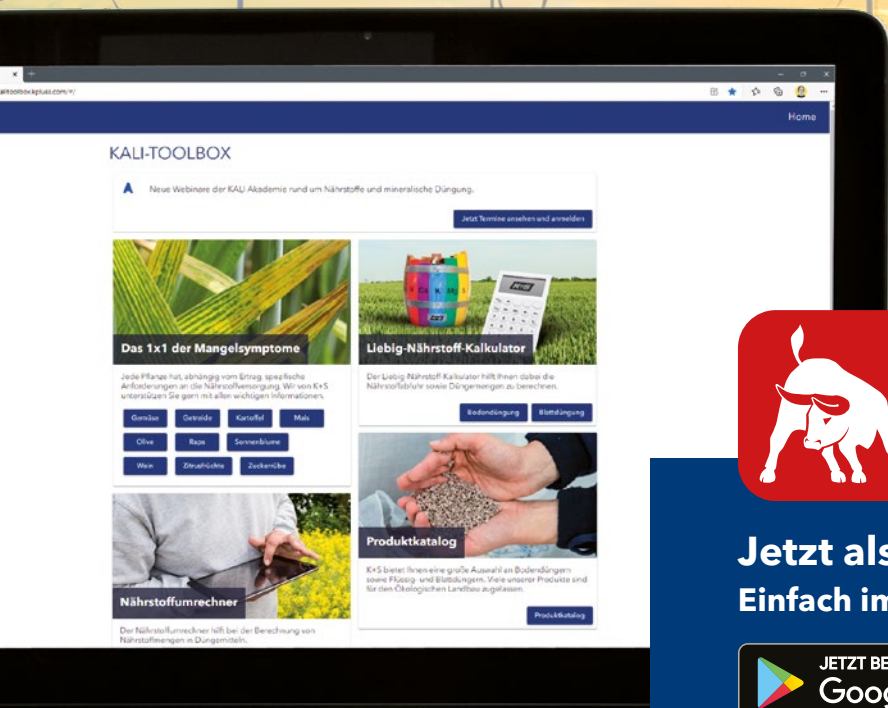 Home
KALI-TOOLBOX
Neue Webinare der KALI Akademie rund um Nährstoffe und mineralische Düngung.
Jetzt Termine ansehen und anmelden
K+S
Das 1x1 der Mangelsymptome
Jede Pflanze hat, abhängig vom Ertrag, spezifische
Anforderungen an die Nährstoffversorgung. Wir von K+S
unterstützen Sie gern mit allen wichtigen Informationen.
Gemüse Getreide Kartoffel Mais
Olive Raps Sonnenblume
Wein Zitrusfrüchte Zuckerrübe
Liebig-Nährstoff-Kalkulator
Der Liebig Nährstoff-Kalkulator hilft Ihnen dabei die
Nährstoffabfuhr sowie Düngermengen zu berechnen.
Bodendüngung Blattdüngung
Produktkatalog
K+S bietet Ihnen eine große Auswahl an Bodendüngern
sowie Flüssig- und Blattdüngern. Viele unserer Produkte sind
für den Ökologischen Landbau zugelassen.
Produktkatalog
Nährstoffumrechner
Der Nährstoffumrechner hilft bei der Berechnung von
Nährstoffmengen in Düngemitteln.
Jetzt als
Einfach im
JETZT BE
Goog